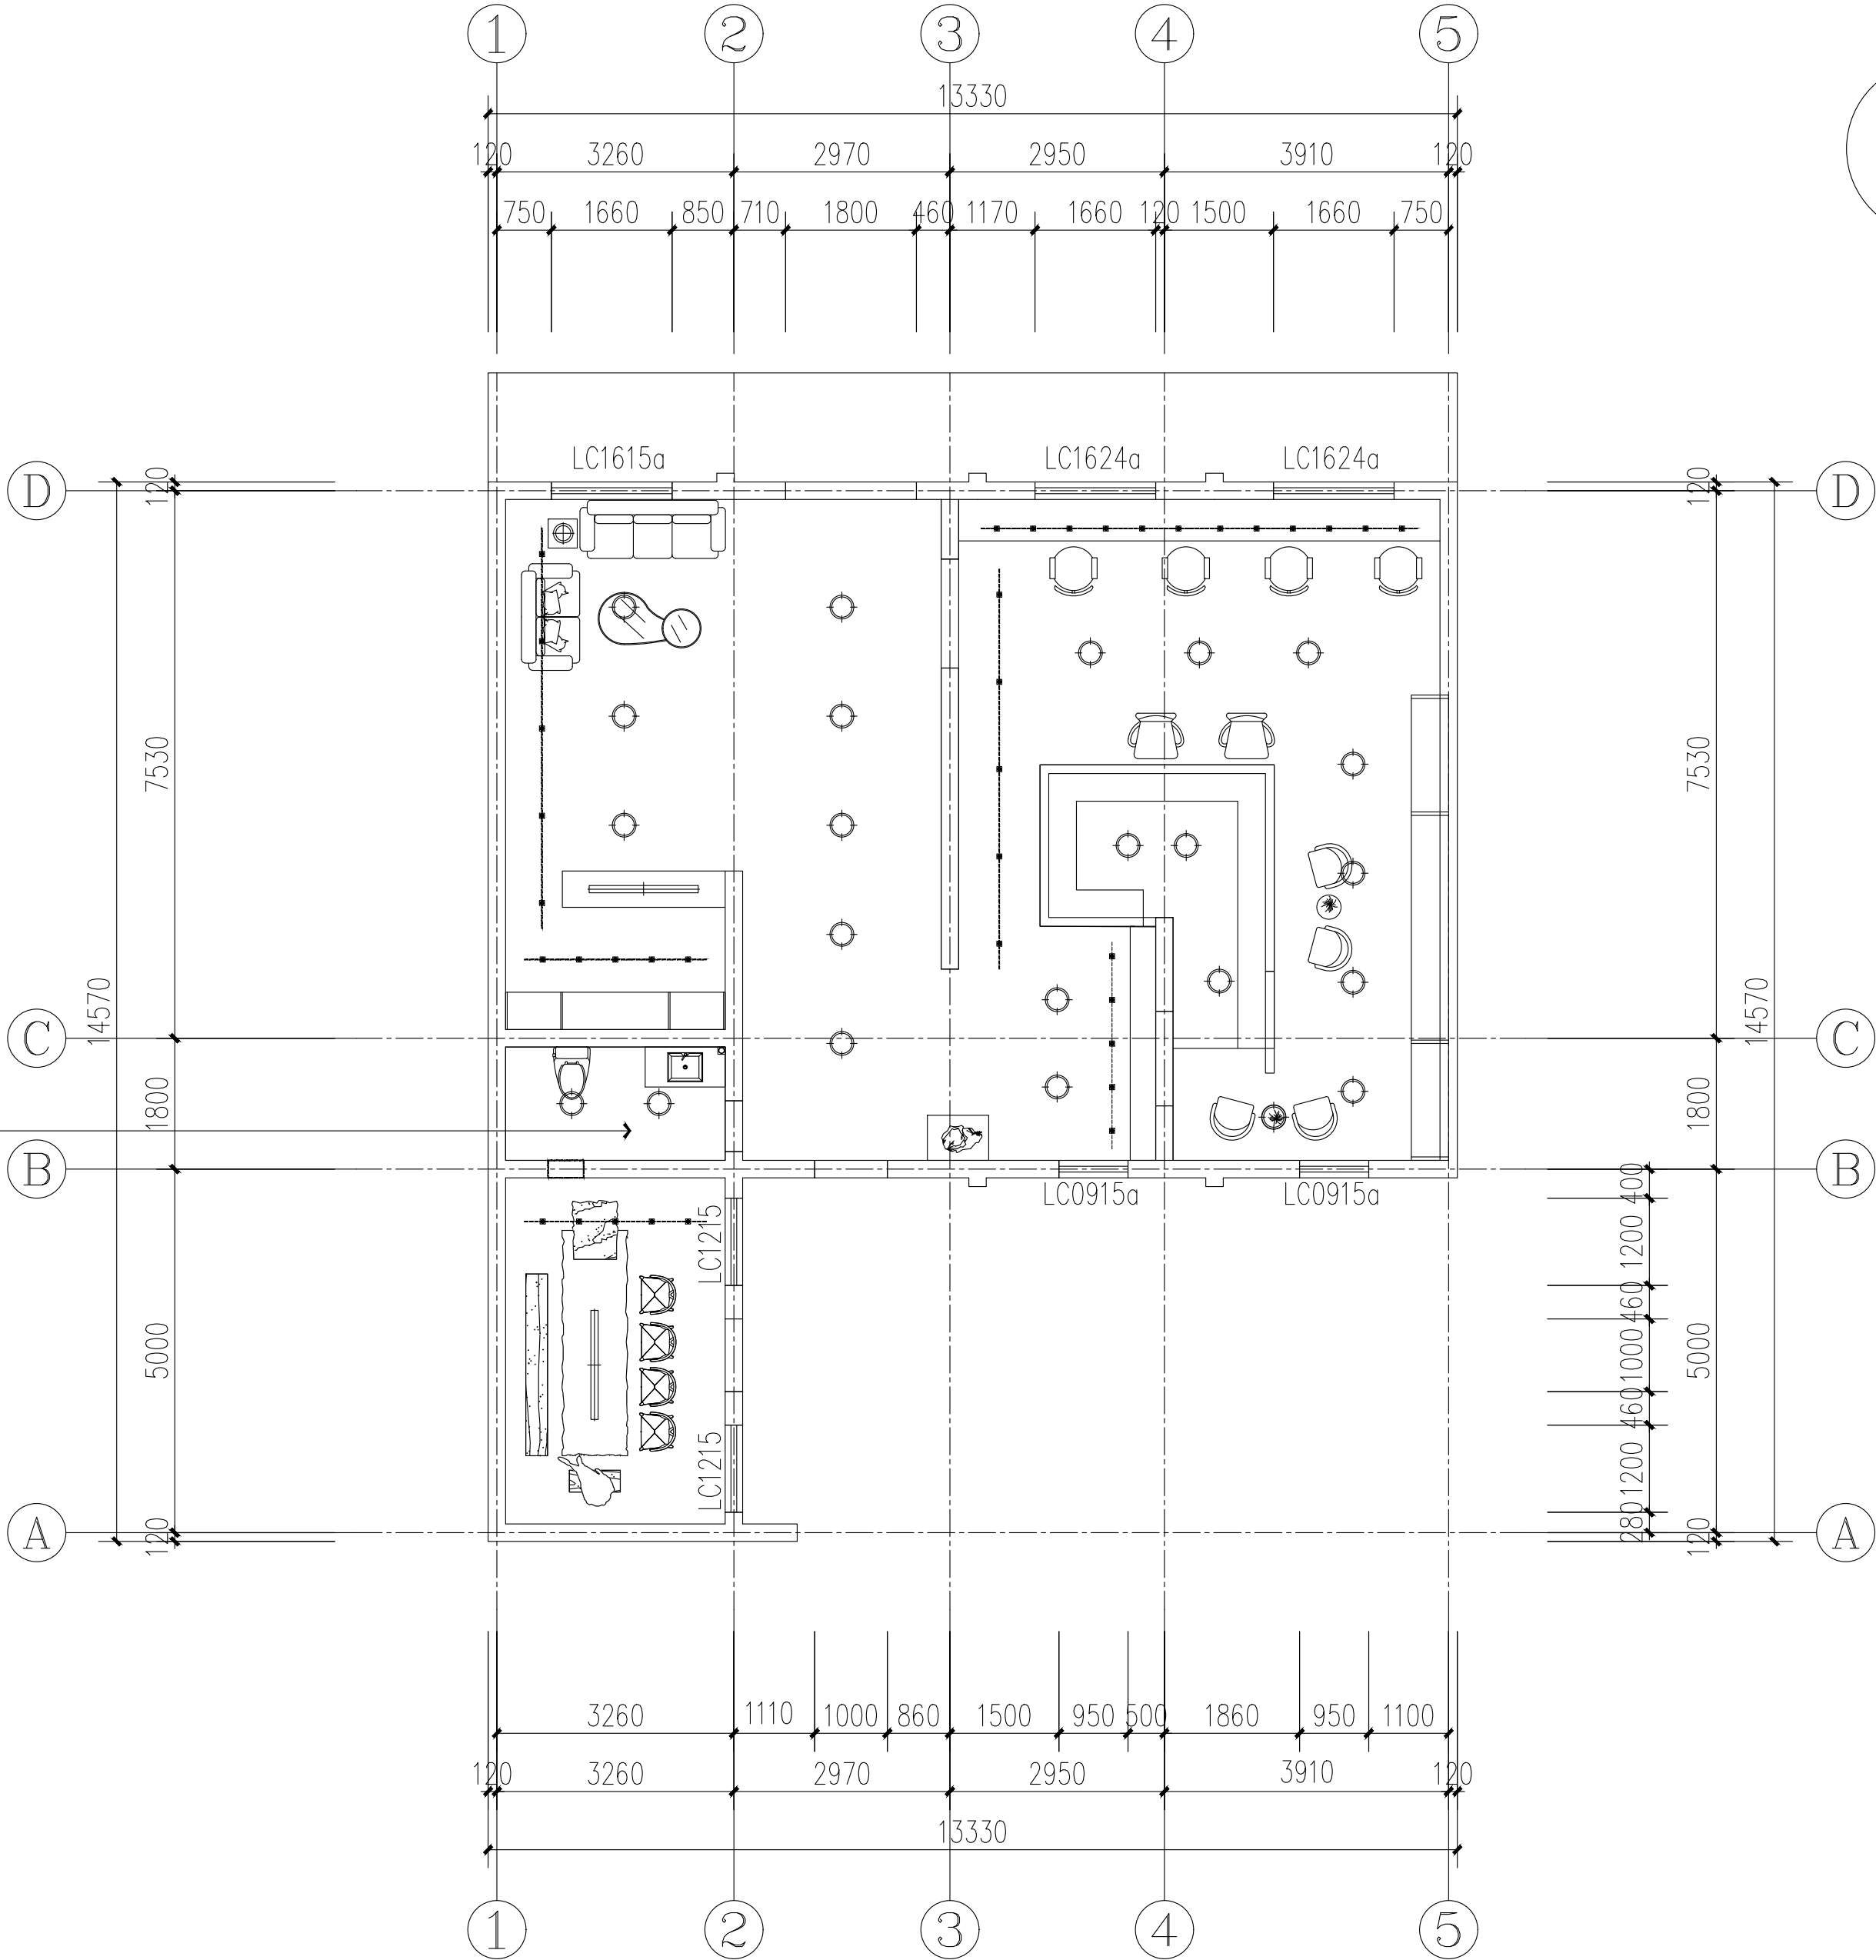 1 2 3 4 5
13330
120 3260 2970 2950 3910 120
750 1660 850 710 1800 460 1170 1660 120 1500 1660 750
LC1615a LC1624a LC1624a
D 120 120 D
7530 7530
14570 14570
C C
1800 1800
B B
LC0915a LC0915a
400
LC1215 1200
460
5000 1000 5000
460
LC1215 1200
280
A 120 120 A
3260 1110 1000 860 1500 950 500 1860 950 1100
120 3260 2970 2950 3910 120
13330
1 2 3 4 5